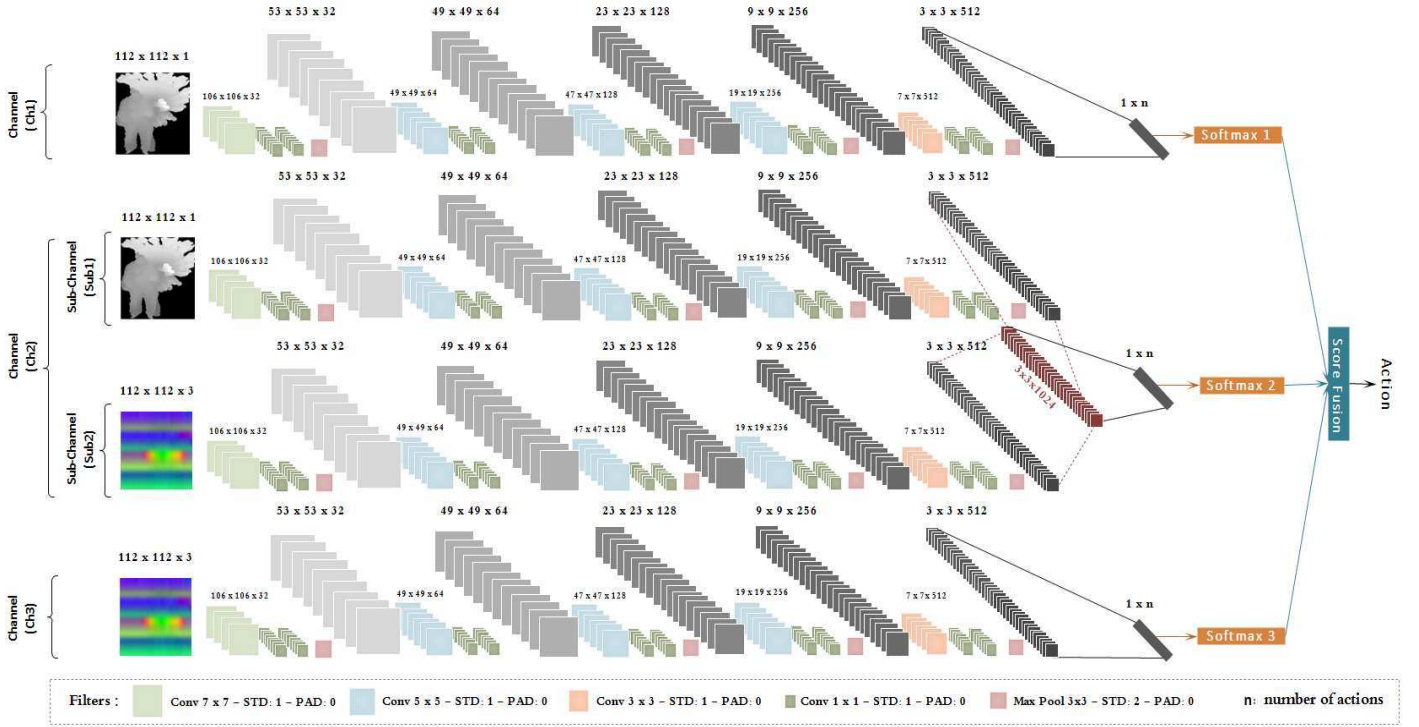 53 x 53 x 32
49 x 49 x 64
23 x 23 x 128
9 x 9 x 256
3 x 3 x 512
112 x 112 x 1
Channel
(Ch1)
106 x 106 x 32
49 x 49 x 64
47 x 47 x 128
19 x 19 x 256
7 x 7 x 512
1 x n
Softmax 1
53 x 53 x 32
49 x 49 x 64
23 x 23 x 128
9 x 9 x 256
3 x 3 x 512
112 x 112 x 1
Channel
(Ch2)
Sub-Channel
(Sub1)
106 x 106 x 32
49 x 49 x 64
47 x 47 x 128
19 x 19 x 256
7 x 7 x 512
53 x 53 x 32
49 x 49 x 64
23 x 23 x 128
9 x 9 x 256
3 x 3 x 512
3x3x1024
1 x n
Softmax 2
Score Fusion
Action
112 x 112 x 3
Sub-Channel
(Sub2)
106 x 106 x 32
49 x 49 x 64
47 x 47 x 128
19 x 19 x 256
7 x 7 x 512
53 x 53 x 32
49 x 49 x 64
23 x 23 x 128
9 x 9 x 256
3 x 3 x 512
112 x 112 x 3
Channel
(Ch3)
106 x 106 x 32
49 x 49 x 64
47 x 47 x 128
19 x 19 x 256
7 x 7 x 512
1 x n
Softmax 3
Filters :
Conv 7 x 7 – STD: 1 – PAD: 0
Conv 5 x 5 – STD: 1 – PAD: 0
Conv 3 x 3 – STD: 1 – PAD: 0
Conv 1 x 1 – STD: 1 – PAD: 0
Max Pool 3x3 – STD: 2 – PAD: 0
n: number of actions